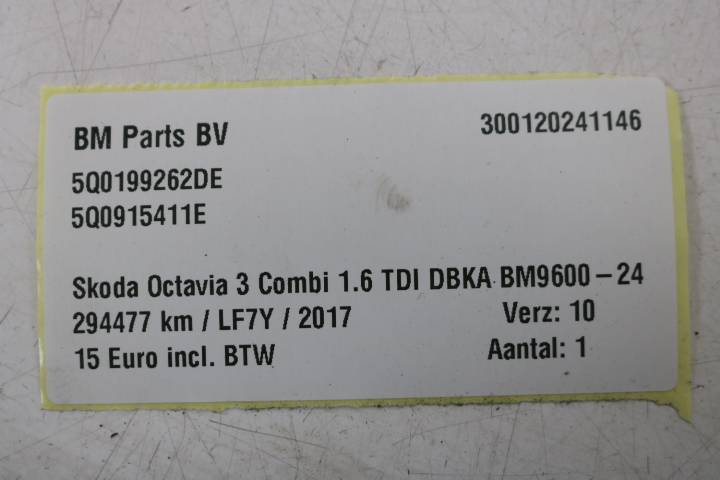 BM Parts BV 300120241146
5Q0199262DE
5Q0915411E
Skoda Octavia 3 Combi 1.6 TDI DBKA BM9600-24
294477 km / LF7Y / 2017 Verz: 10
15 Euro incl. BTW Aantal: 1